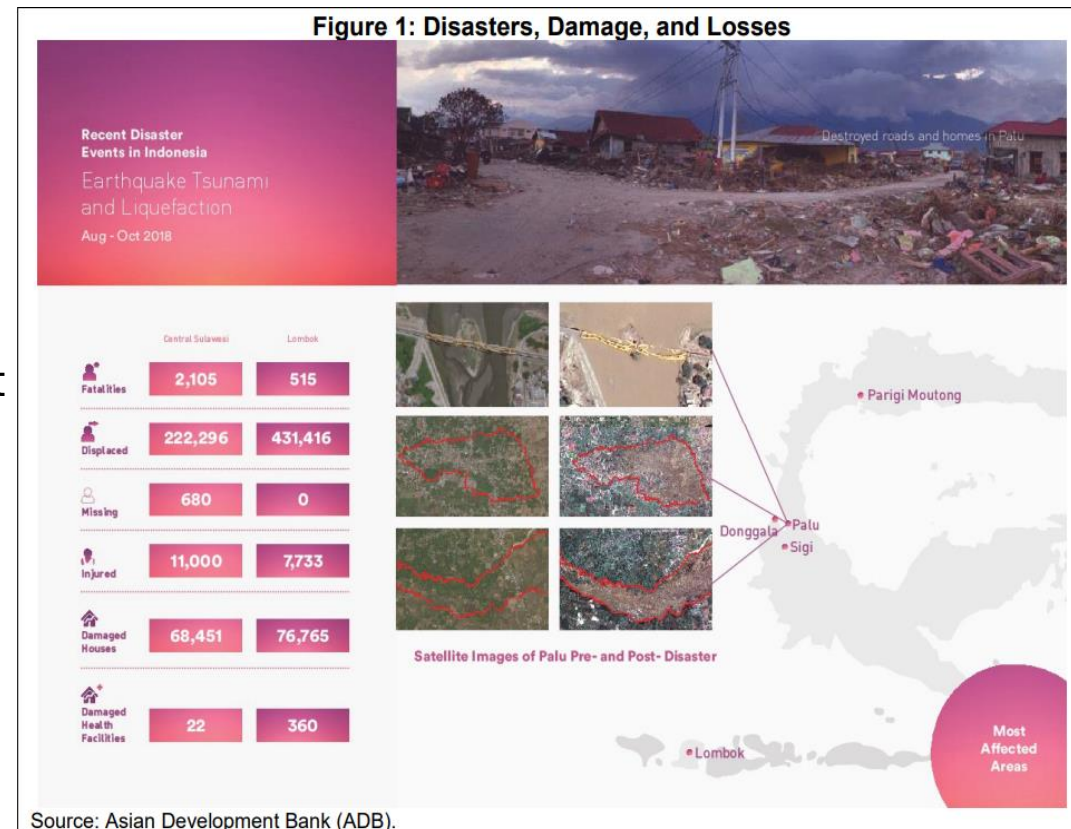 Figure 1: Disasters, Damage, and Losses
Recent Disaster
Events in Indonesia
Earthquake Tsunami
and Liquefaction
Aug - Oct 2018
Destroyed roads and homes in Palu
Central Sulawesi Lombok
Fatalities 2,105 515
Displaced 222,296 431,416
Missing 680 0
Injured 11,000 7,733
Damaged
Houses 68,451 76,765
Damaged
Health
Facilities 22 360
Satellite Images of Palu Pre- and Post- Disaster
Parigi Moutong
Donggala Palu
Sigi
Lombok
Most
Affected
Areas
Source: Asian Development Bank (ADB).